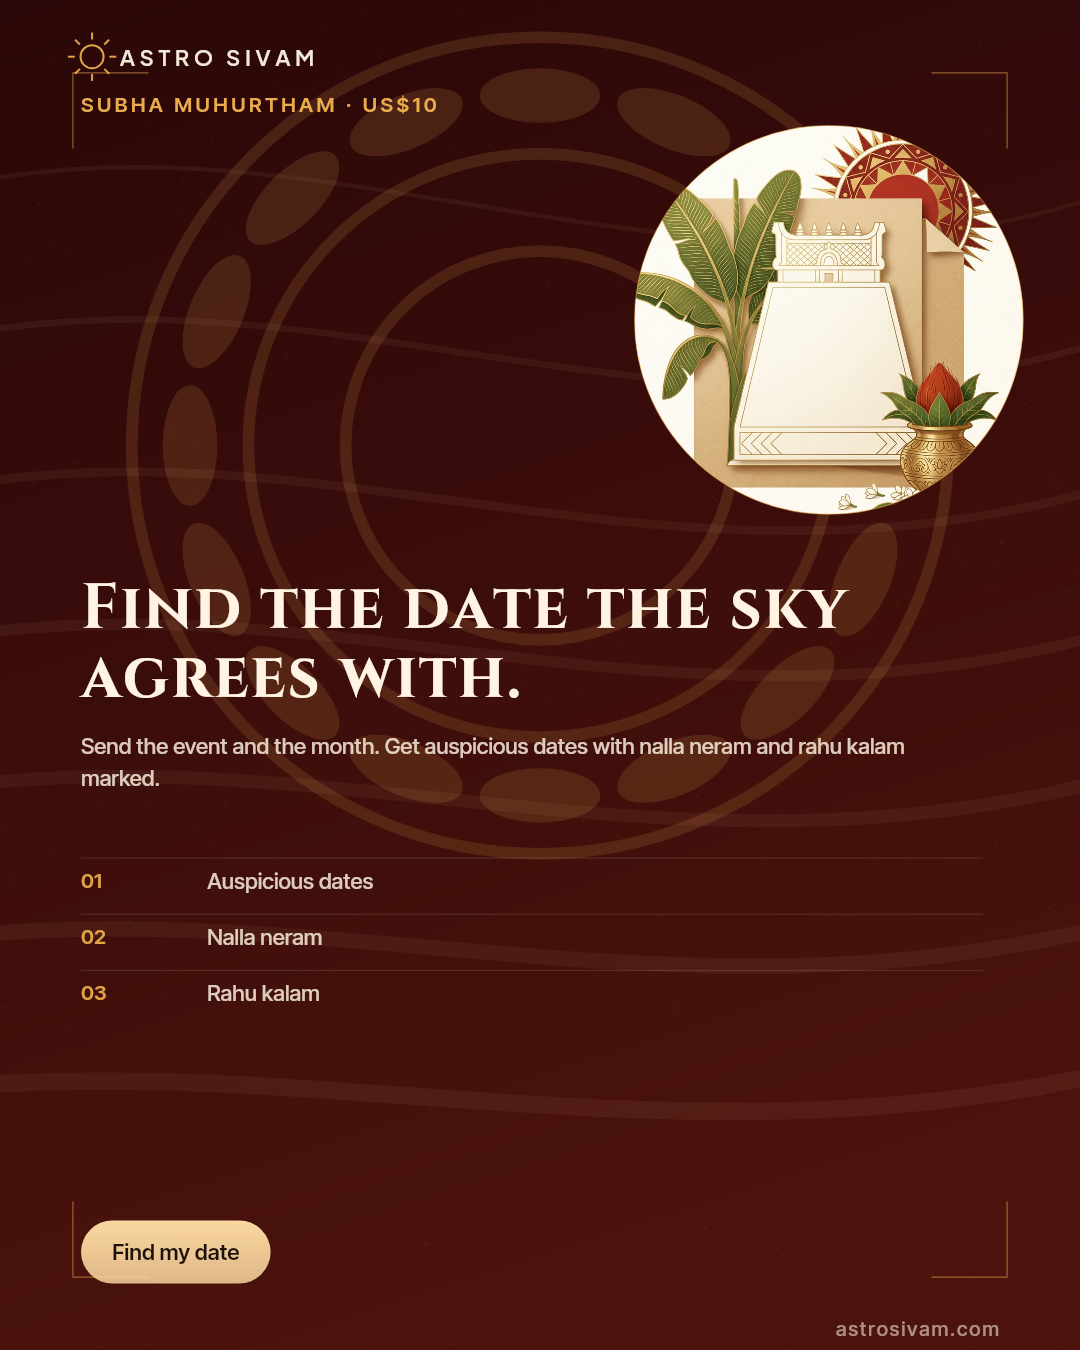 ASTRO SIVAM
SUBHA MUHURTHAM · US$10
FIND THE DATE THE SKY
AGREES WITH.
Send the event and the month. Get auspicious dates with nalla neram and rahu kalam
marked.
01 Auspicious dates
02 Nalla neram
03 Rahu kalam
Find my date
astrosivam.com